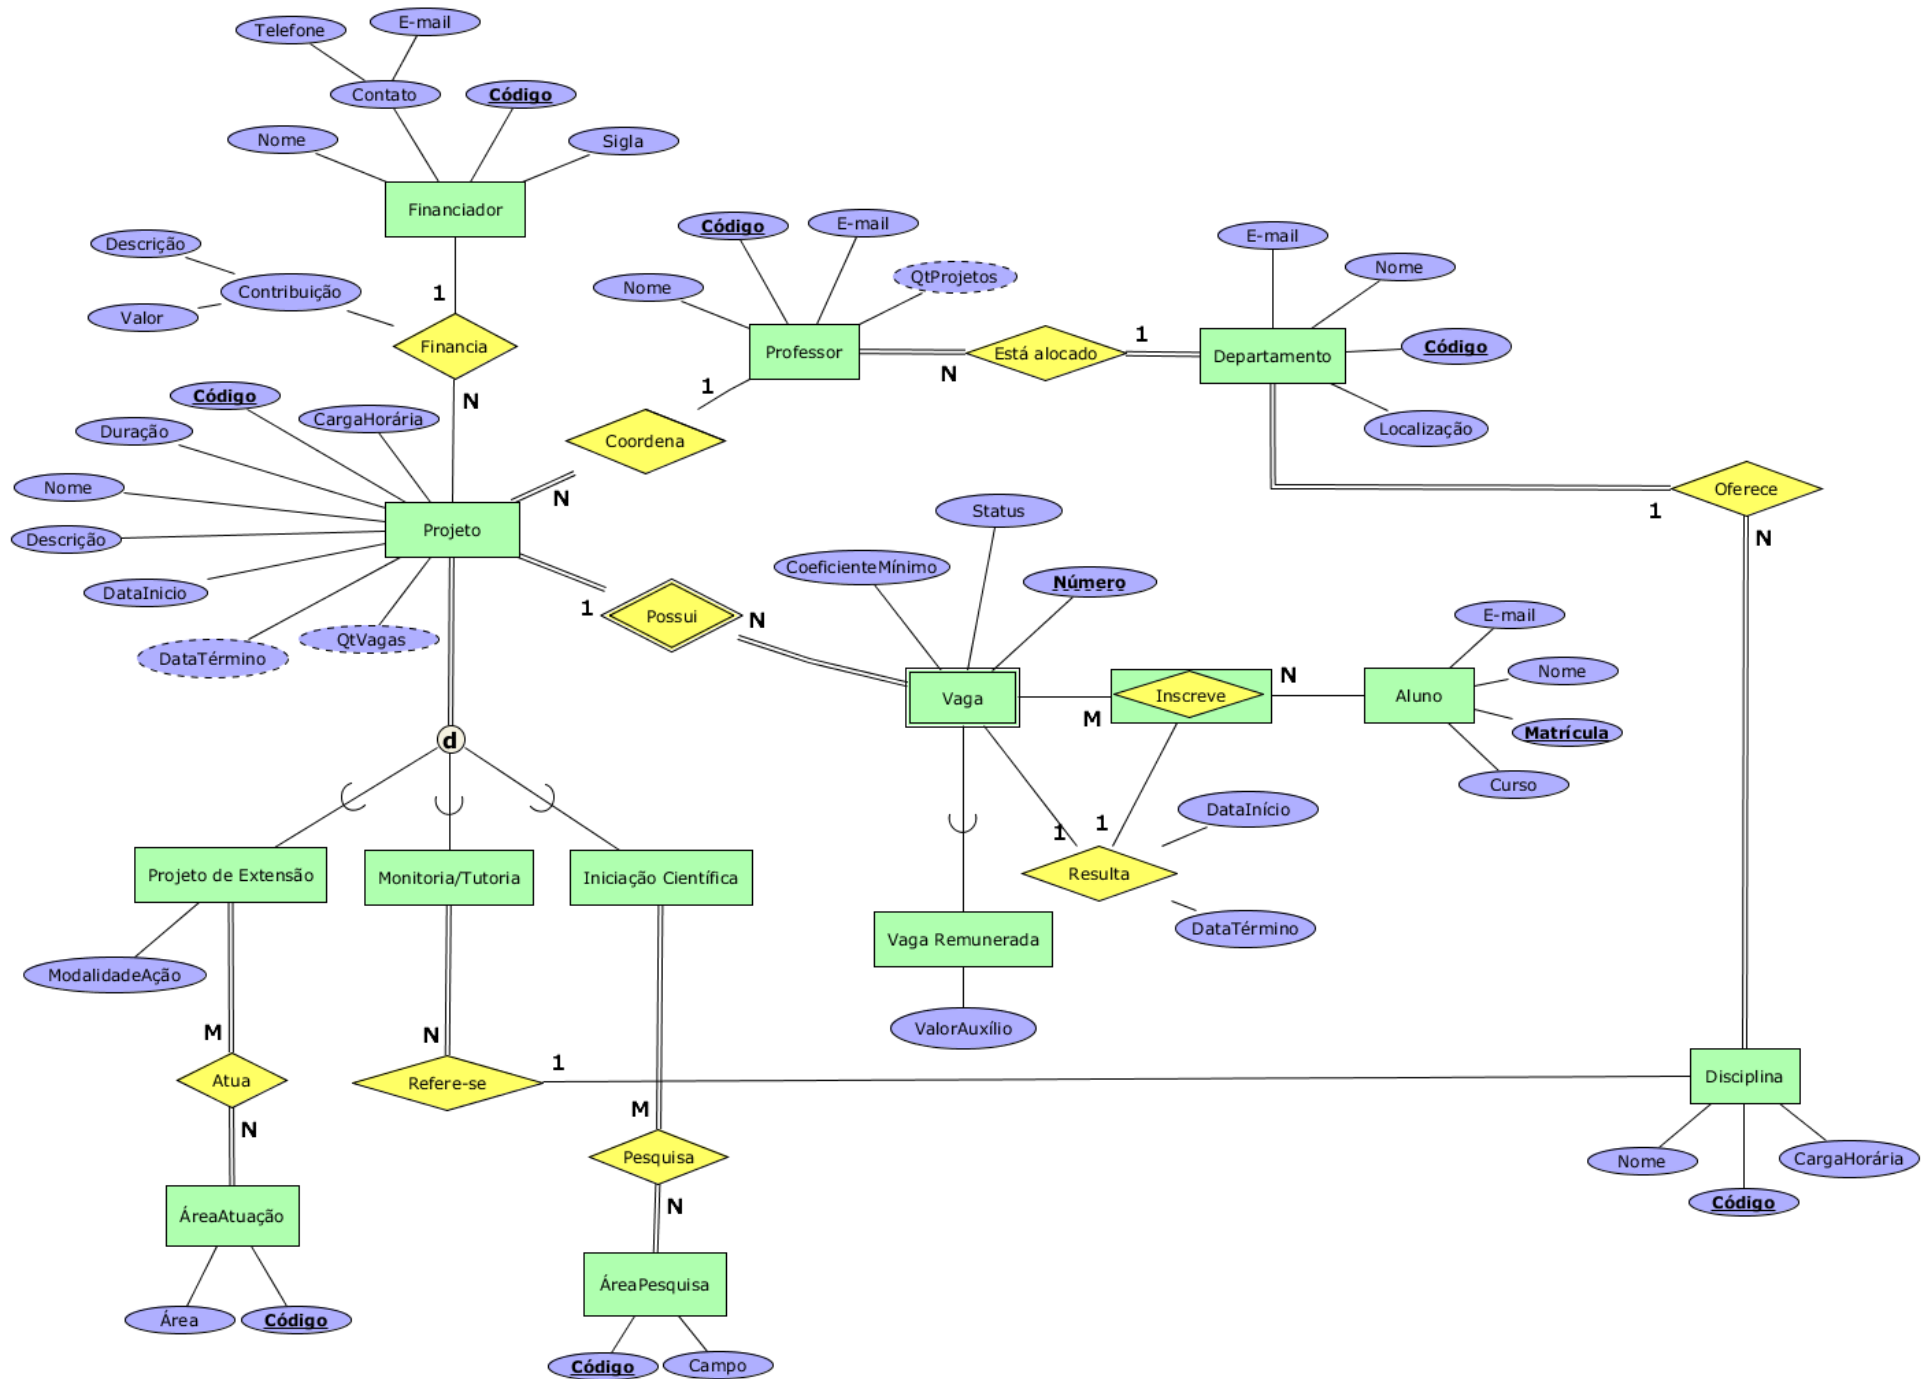 Telefone
E-mail
Contato
Código
Nome
Sigla
Financiador
Descrição
Contribuição
Valor
1
Financia
N
Código
E-mail
Nome
QtProjetos
Professor
1
N
Está alocado
1
E-mail
Nome
Departamento
Código
Localização
Código
CargaHorária
Duração
Nome
Descrição
DataInicio
DataTérmino
QtVagas
Projeto
Coordena
N
1
Possui
N
Status
CoeficienteMínimo
Número
Vaga
M
Inscreve
N
Aluno
E-mail
Nome
Matrícula
Curso
1
Oferece
N
d
Projeto de Extensão
Monitoria/Tutoria
Iniciação Científica
ModalidadeAção
1
1
Resulta
DataInício
DataTérmino
Vaga Remunerada
ValorAuxílio
M
Atua
N
N
Refere-se
1
M
Pesquisa
N
Disciplina
Nome
CargaHorária
Código
ÁreaAtuação
Área
Código
ÁreaPesquisa
Código
Campo